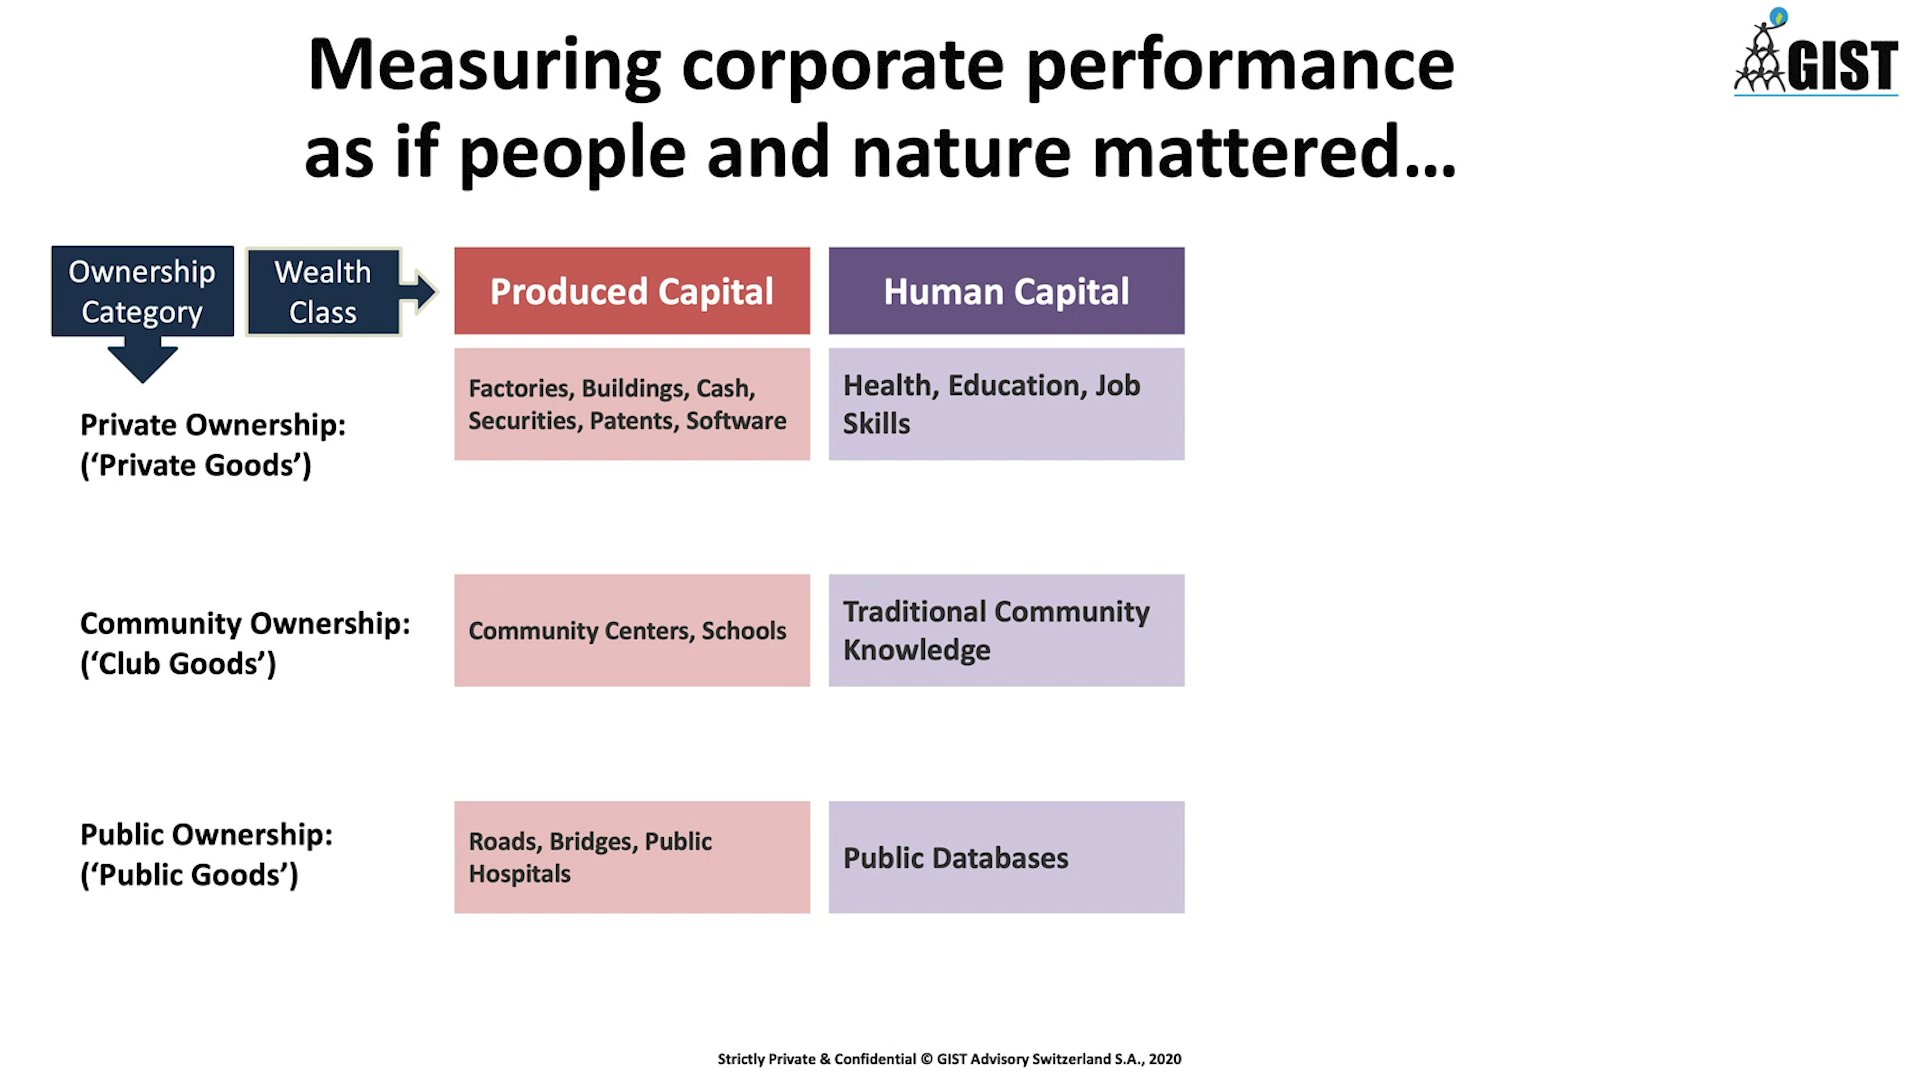 Measuring corporate performance
as if people and nature mattered...
GIST
Ownership
Category
Wealth
Class
Produced Capital
Human Capital
Private Ownership:
(‘Private Goods’)
Factories, Buildings, Cash,
Securities, Patents, Software
Health, Education, Job
Skills
Community Ownership:
(‘Club Goods’)
Community Centers, Schools
Traditional Community
Knowledge
Public Ownership:
(‘Public Goods’)
Roads, Bridges, Public
Hospitals
Public Databases
Strictly Private & Confidential © GIST Advisory Switzerland S.A., 2020